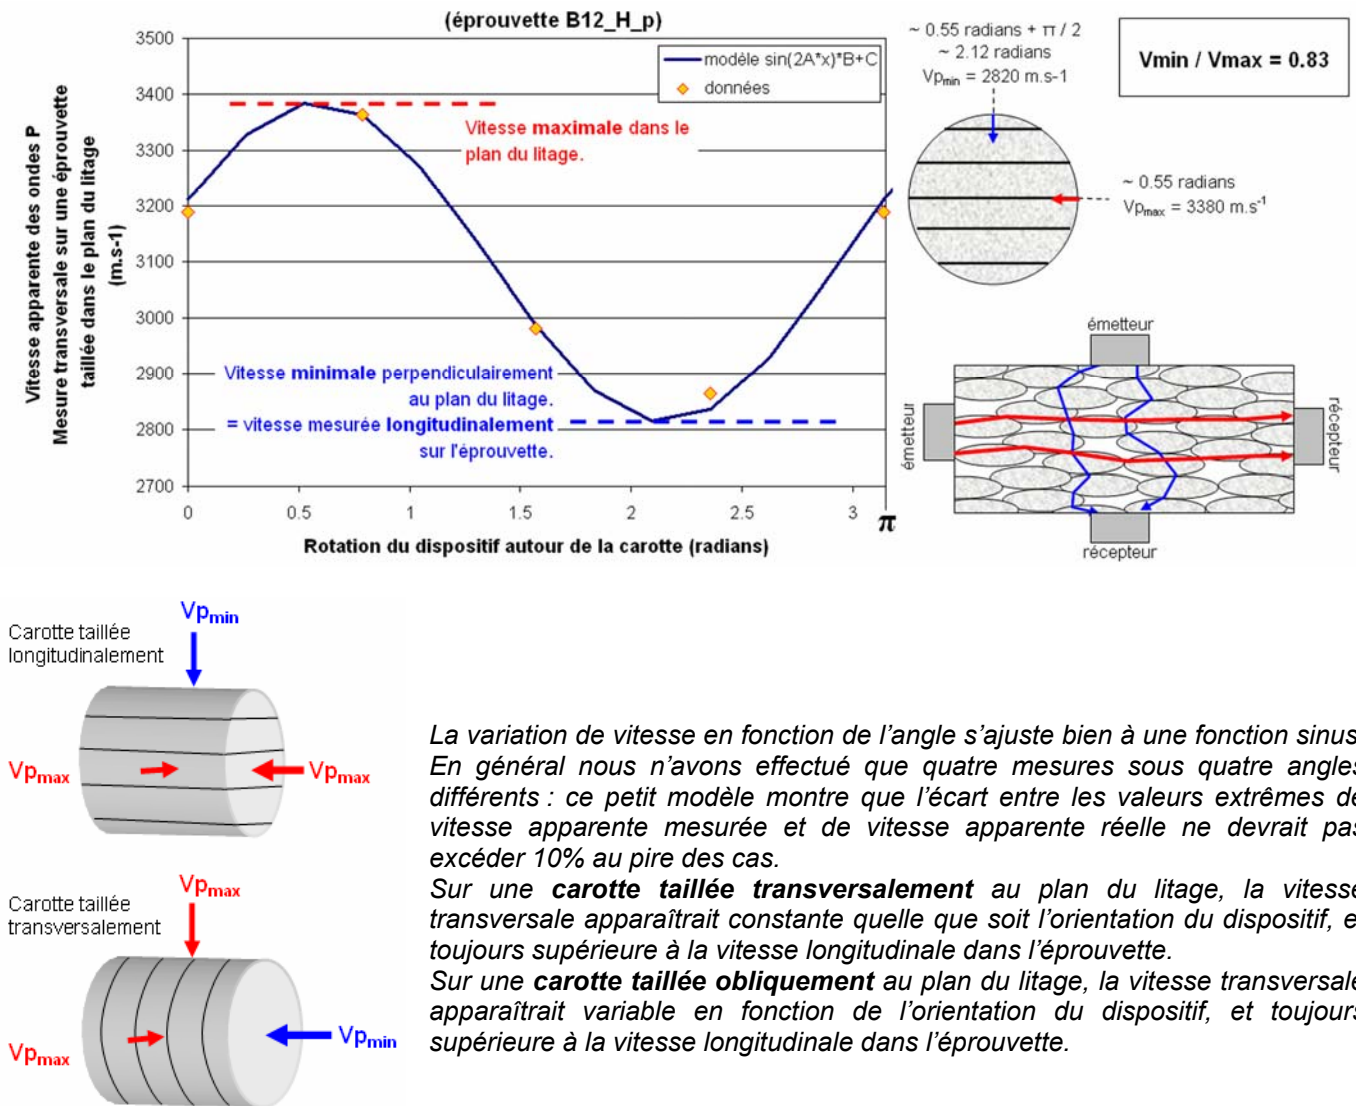 (éprouvette B12_H_p)
Vitesse apparente des ondes P
Mesure transversale sur une éprouvette
taillée dans le plan du litage
(m.s-1)
3500
3400
3300
3200
3100
3000
2900
2800
2700
modèle sin(2A*x)*B+C
données
Vitesse maximale dans le
plan du litage.
Vitesse minimale perpendiculairement
au plan du litage.
= vitesse mesurée longitudinalement
sur l'éprouvette.
0
0.5
1
1.5
2
2.5
3
π
Rotation du dispositif autour de la carotte (radians)
~ 0.55 radians + π / 2
~ 2.12 radians
Vpmin = 2820 m.s-1
Vmin / Vmax = 0.83
~ 0.55 radians
Vpmax = 3380 m.s-1
émetteur
émetteur
récepteur
récepteur
Vpmin
Carotte taillée
longitudinalement
Vpmax
Vpmax
Vpmax
Carotte taillée
transversalement
Vpmax
Vpmin
La variation de vitesse en fonction de l'angle s'ajuste bien à une fonction sinus
En général nous n'avons effectué que quatre mesures sous quatre angles
différents : ce petit modèle montre que l'écart entre les valeurs extrêmes de
vitesse apparente mesurée et de vitesse apparente réelle ne devrait pas
excéder 10% au pire des cas.
Sur une carotte taillée transversalement au plan du litage, la vitesse
transversale apparaîtrait constante quelle que soit l'orientation du dispositif, e
toujours supérieure à la vitesse longitudinale dans l'éprouvette.
Sur une carotte taillée obliquement au plan du litage, la vitesse transversale
apparaîtrait variable en fonction de l'orientation du dispositif, et toujours
supérieure à la vitesse longitudinale dans l'éprouvette.